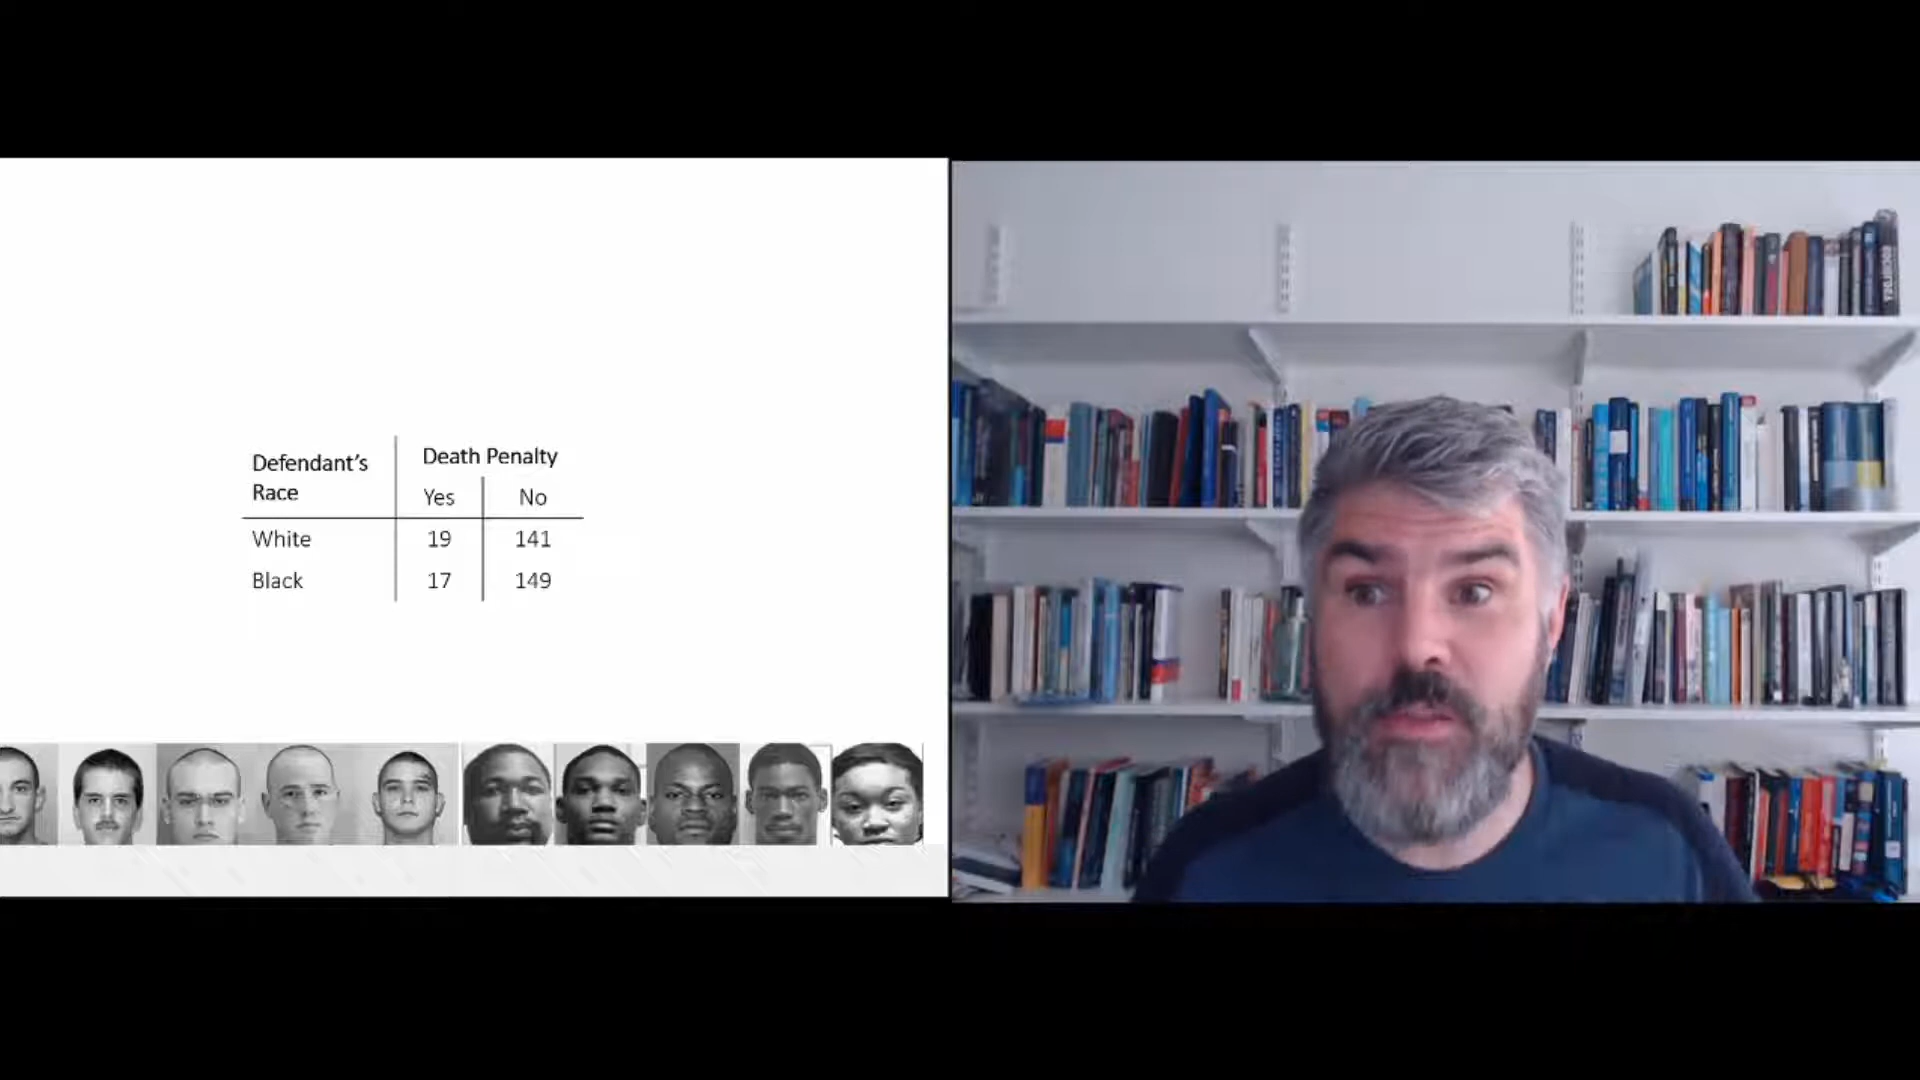 Defendant's Race
Death Penalty
Yes No
White 19 141
Black 17 149